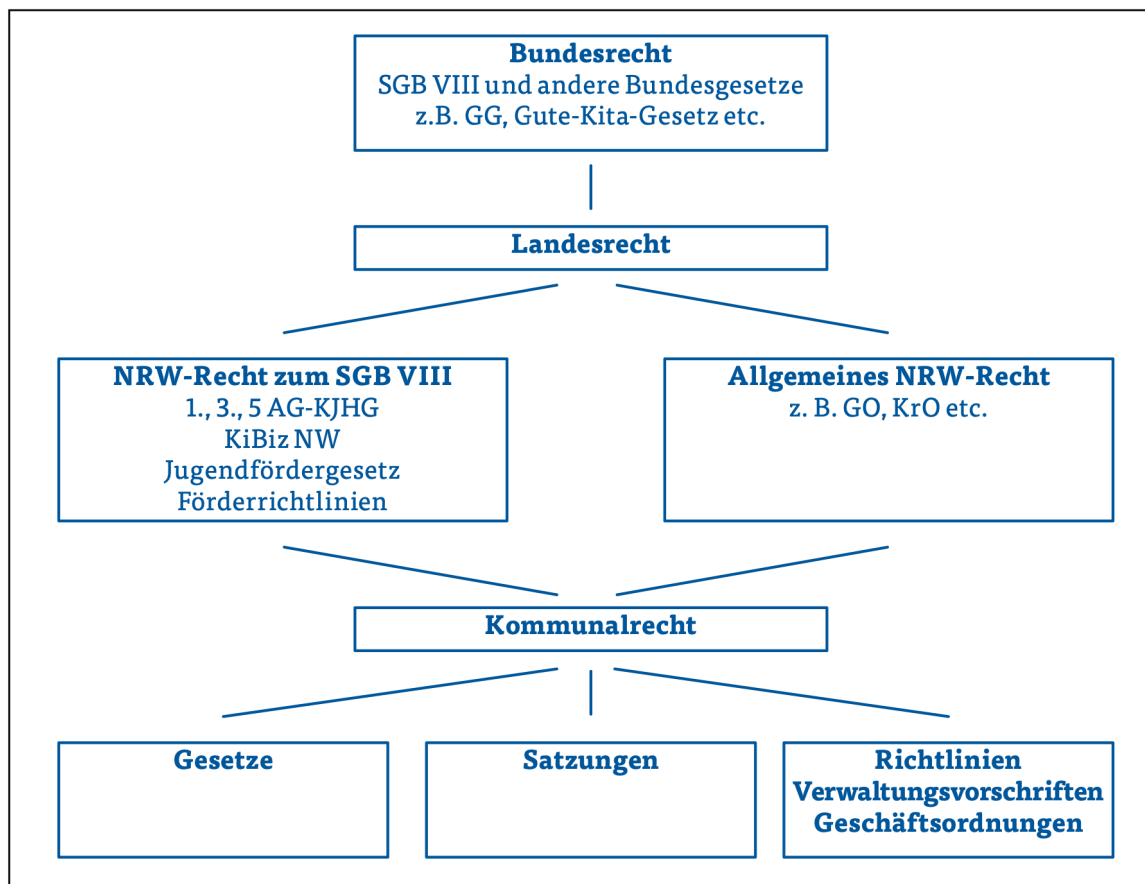 Bundesrecht
SGB VIII und andere Bundesgesetze
z.B. GG, Gute-Kita-Gesetz etc.
Landesrecht
NRW-Recht zum SGB VIII
1., 3., 5 AG-KJHG
KiBiz NW
Jugendfördergesetz
Förderrichtlinien
Allgemeines NRW-Recht
z. B. GO, KrO etc.
Kommunalrecht
Gesetze
Satzungen
Richtlinien
Verwaltungsvorschriften
Geschäftsordnungen